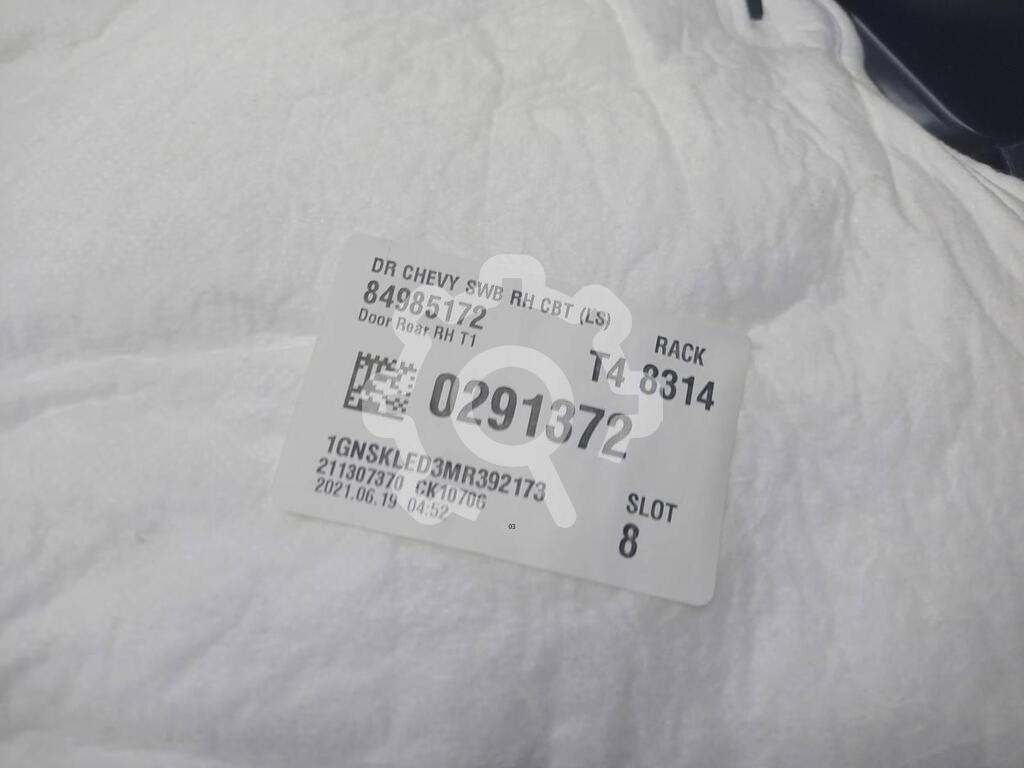 DR CHEVY SWB RH CBT (LS)
84985172
Door Rear RH T1
RACK
T4 8314
0291372
1GNSKLED3MR392173
211307370 CK10706
2021.06.19 04:52
SLOT
8
03